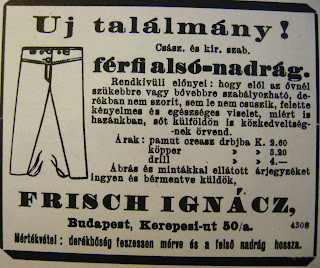 Uj találmány!
Csász. és kir. szab.
férfi alsó-nadrág.
Rendkivüli előnyei: hogy elől az övnél
szükebbre vagy bővebbre szabályozható, de-
rékban nem szorit, sem le nem csuszik, felette
kényelmes és egészséges viselet, miért is
hazánkban, sőt külföldön is közkedveltség-
-nek örvend.
Árak: pamut creasz drbja K. 2.60
köpper » 3.20
drill » 4.—
Ábrás és mintákkal ellátott árjegyzéket
ingyen és bérmentve küldök,
FRISCH IGNÁCZ,
Budapest, Kerepesi-ut 50/a. 4308
Mértékvétel: derékbőség feszesen mérve és a felső nadrág hossza.